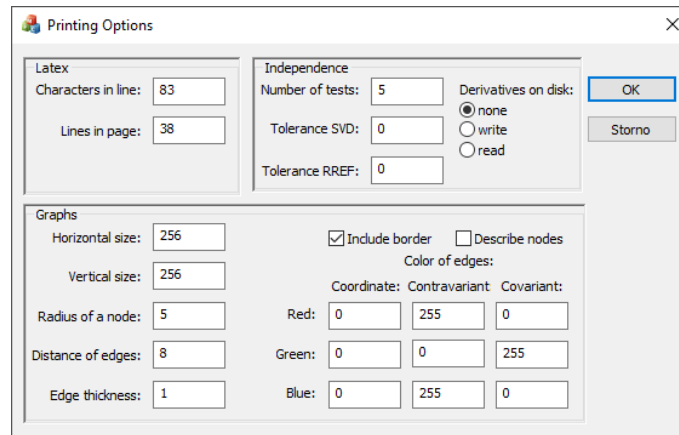 Printing Options
Latex
Characters in line: 83
Lines in page: 38
Independence
Number of tests: 5
Tolerance SVD: 0
Tolerance RREF: 0
Derivatives on disk:
none
write
read
OK
Storno
Graphs
Horizontal size: 256
Vertical size: 256
Radius of a node: 5
Distance of edges: 8
Edge thickness: 1
Include border Describe nodes
Color of edges:
Coordinate: Contravariant Covariant:
Red: 0 255 0
Green: 0 0 255
Blue: 0 255 0